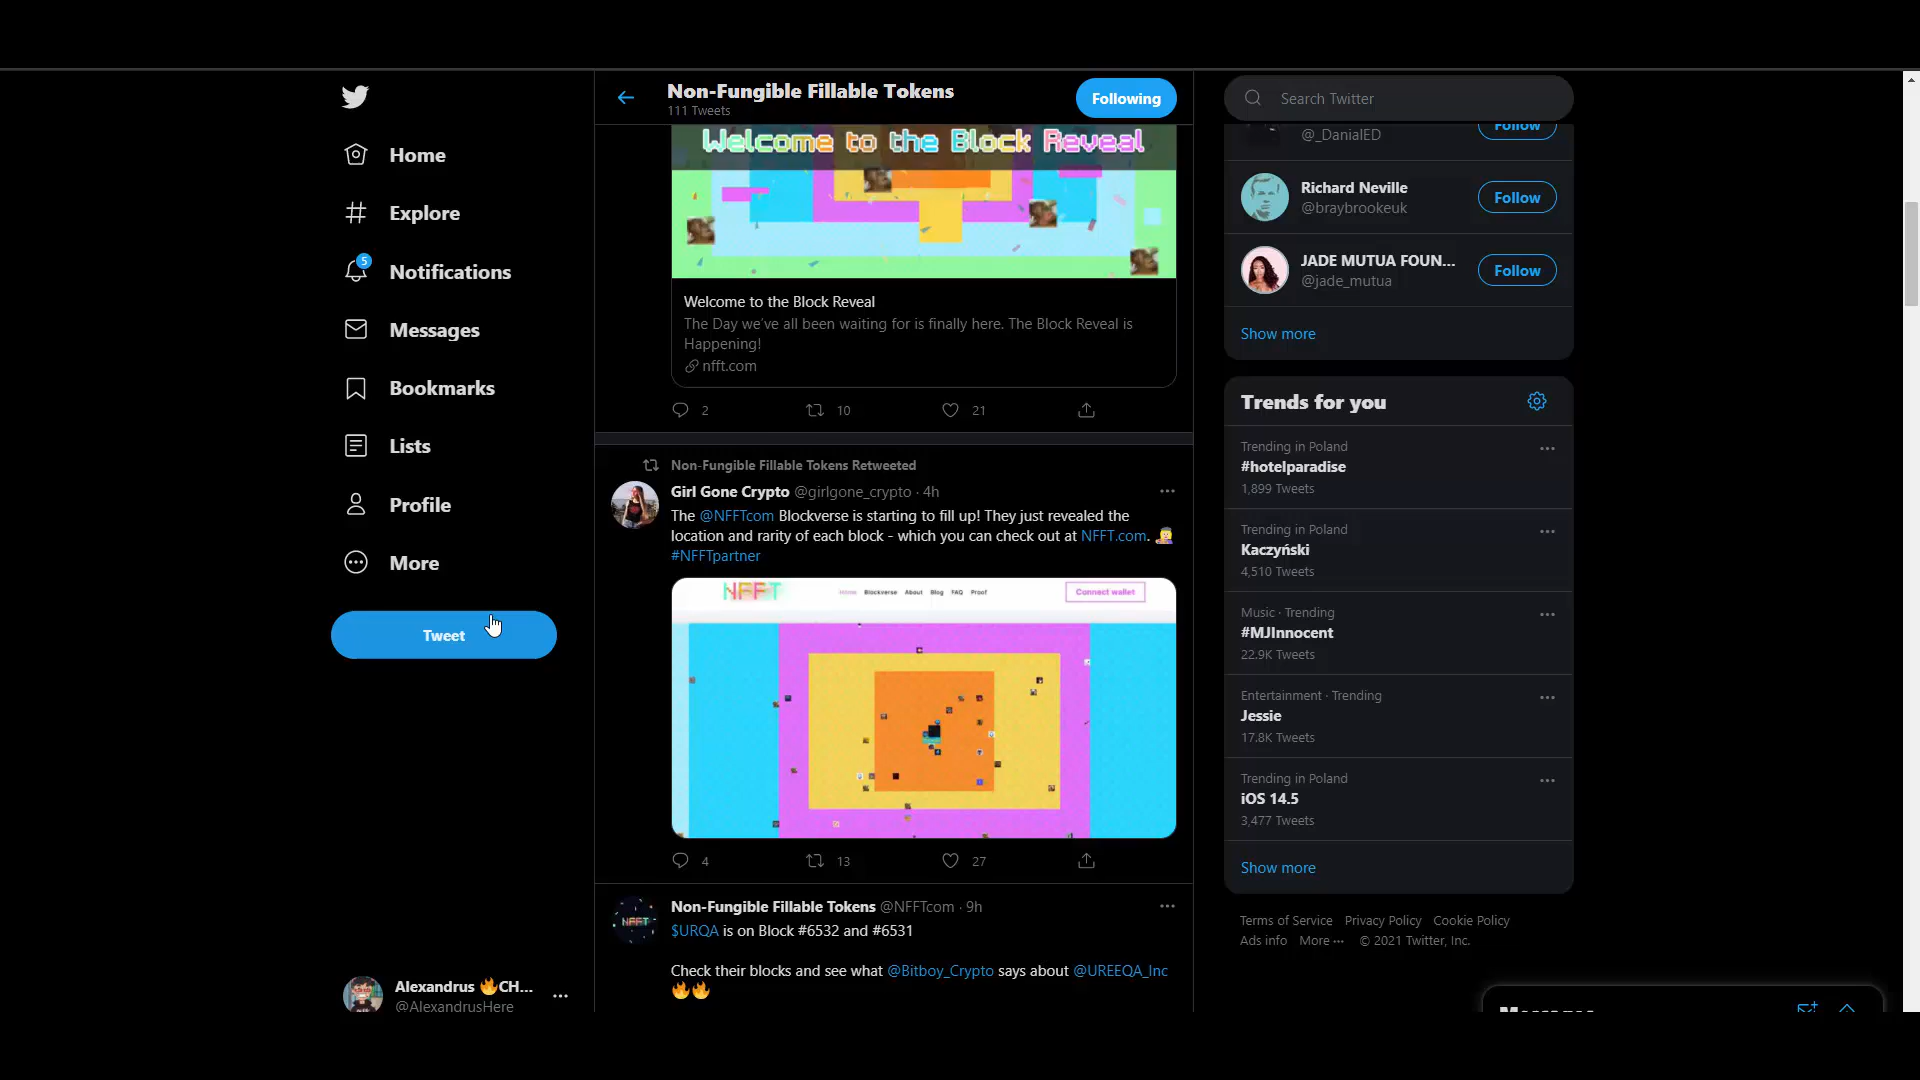 Home
Explore
5
Notifications
Messages
Bookmarks
Lists
Profile
More
Tweet
Alexandrus 🔥CH...
@AlexandrusHere
Non-Fungible Fillable Tokens
111 Tweets
Following
Welcome to the Block Reveal
Welcome to the Block Reveal
The Day we've all been waiting for is finally here. The Block Reveal is
Happening!
nfft.com
2 10 21
Non-Fungible Fillable Tokens Retweeted
Girl Gone Crypto @girlgone_crypto · 4h
The @NFFTcom Blockverse is starting to fill up! They just revealed the
location and rarity of each block - which you can check out at NFFT.com.
#NFFTpartner
NFFT Home Blockverse About Blog FAQ Proof Connect wallet
4 13 27
NFFT
Non-Fungible Fillable Tokens @NFFTcom · 9h
$URQA is on Block #6532 and #6531
Check their blocks and see what @Bitboy_Crypto says about @UREEQA_Inc
🔥🔥
Search Twitter
@_DanialED
Follow
Richard Neville
@braybrookeuk
Follow
JADE MUTUA FOUN...
@jade_mutua
Follow
Show more
Trends for you
Trending in Poland
#hotelparadise
1,899 Tweets
Trending in Poland
Kaczyński
4,510 Tweets
Music · Trending
#MJInnocent
22.9K Tweets
Entertainment · Trending
Jessie
17.8K Tweets
Trending in Poland
iOS 14.5
3,477 Tweets
Show more
Terms of Service Privacy Policy Cookie Policy
Ads info More ··· © 2021 Twitter, Inc.
Messages